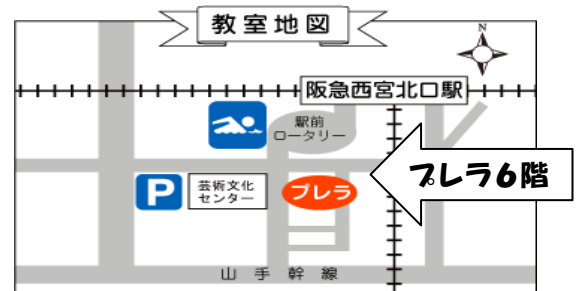 教室地図
N
阪急西宮北口駅
駅前
ロータリー
プレラ6階
P
芸術文化
センター
プレラ
山手幹線